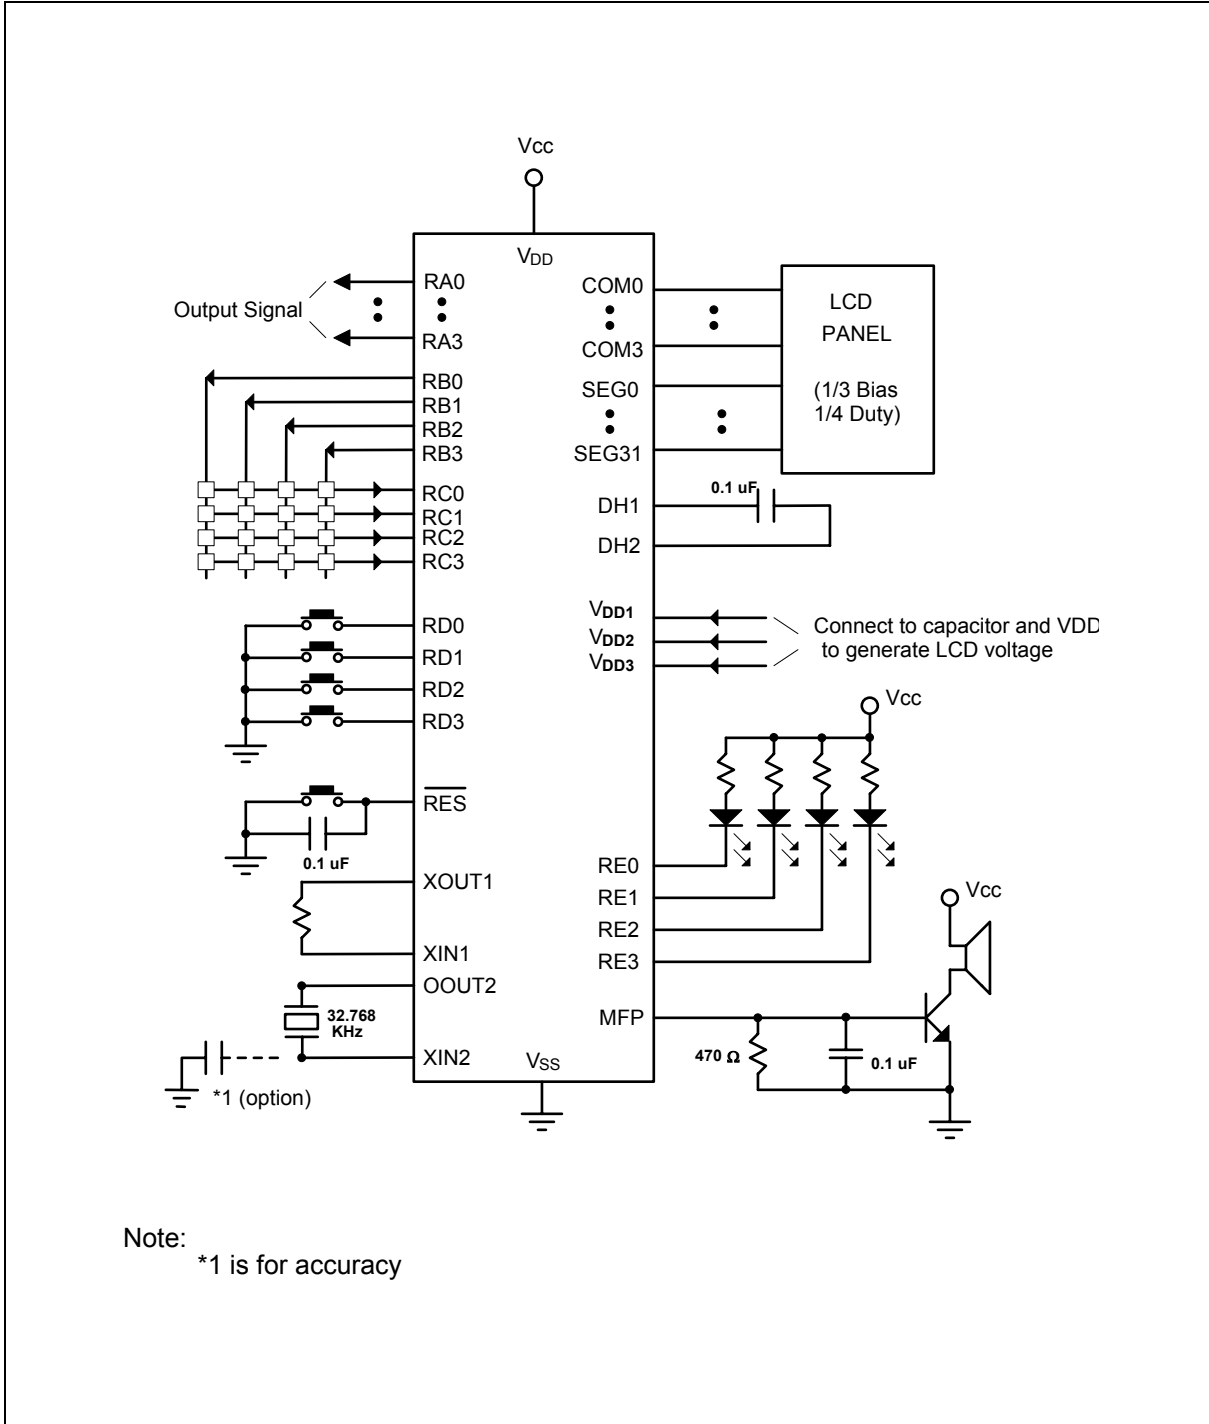 Vcc
VDD
RA0
Output Signal
RA3
RB0
RB1
RB2
RB3
RC0
RC1
RC2
RC3
RD0
RD1
RD2
RD3
RES
0.1 uF
XOUT1
XIN1
OOUT2
32.768
KHz
XIN2
*1 (option)
VSS
COM0
COM3
SEG0
SEG31
LCD
PANEL
(1/3 Bias
1/4 Duty)
DH1
0.1 uF
DH2
VDD1
VDD2
VDD3
Connect to capacitor and VDD
to generate LCD voltage
Vcc
RE0
RE1
RE2
RE3
Vcc
MFP
470 Ω
0.1 uF
Note:
*1 is for accuracy